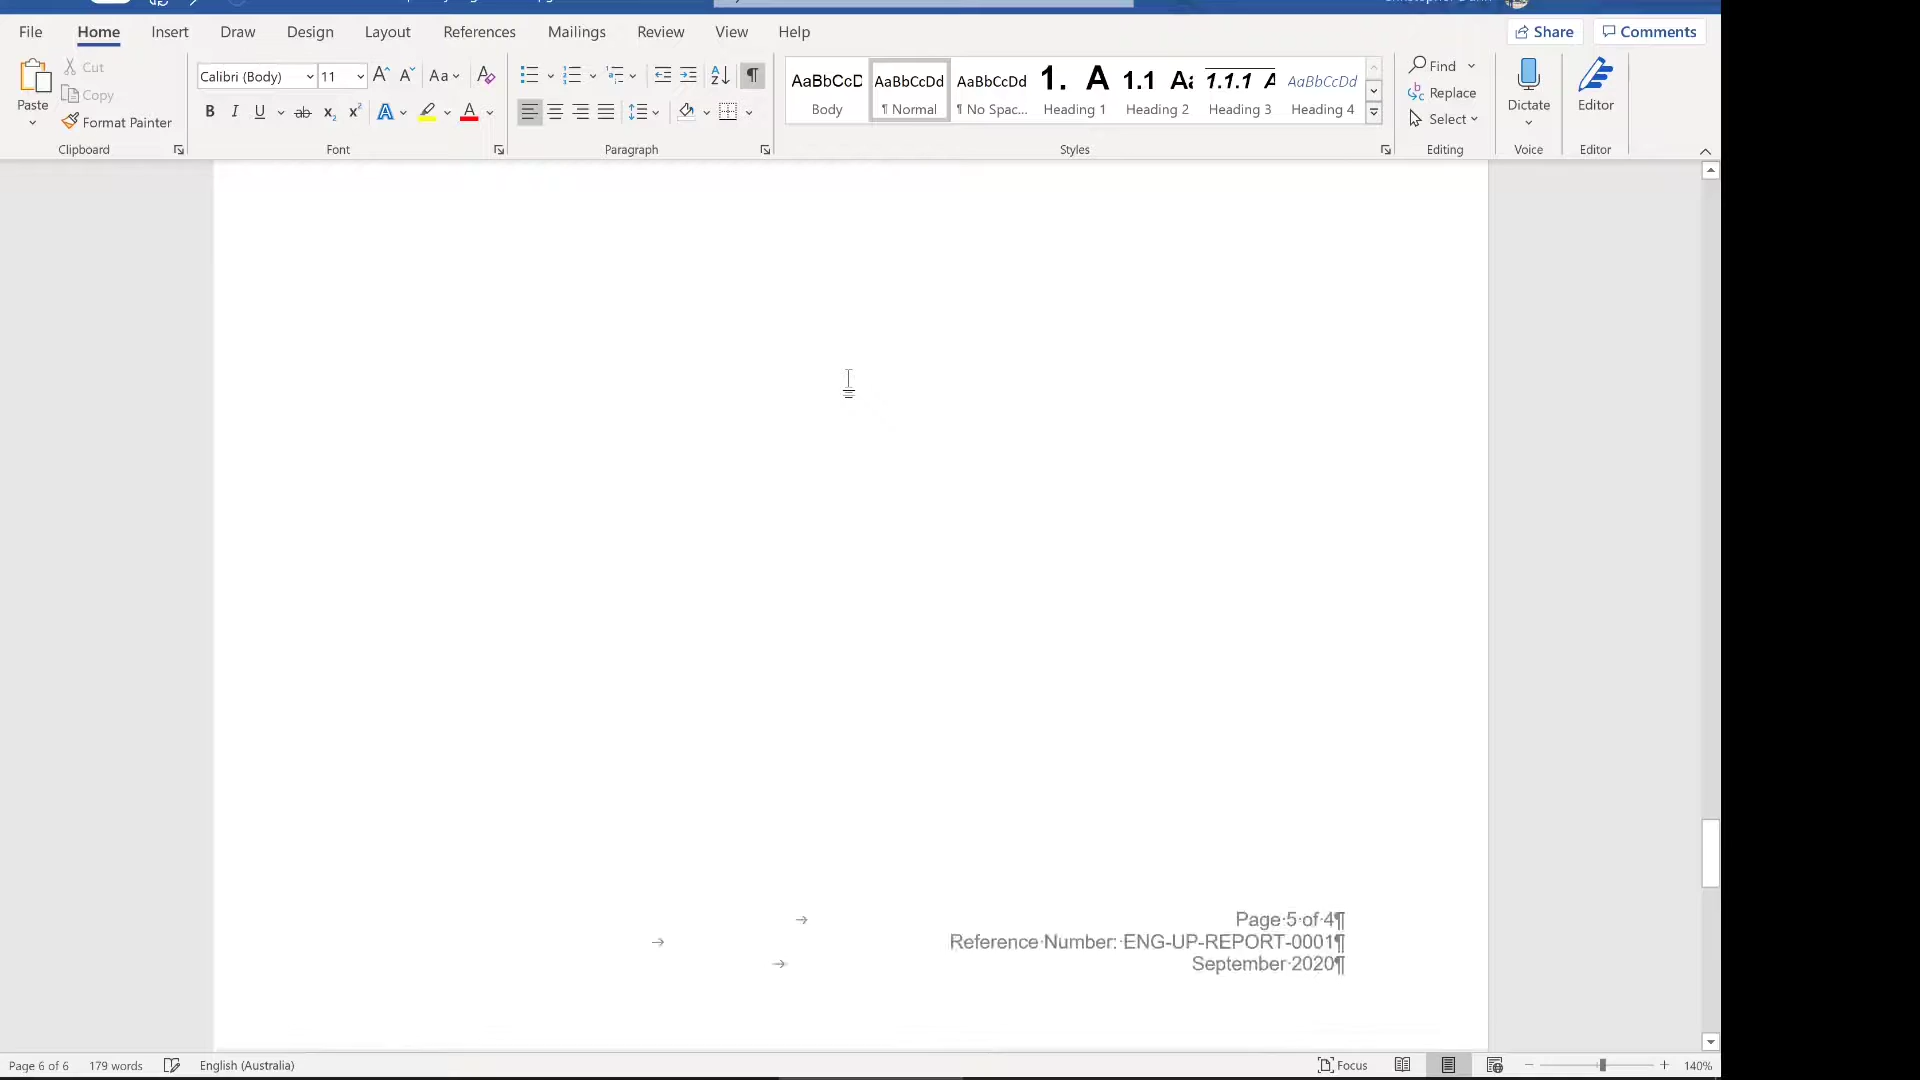 File Home Insert Draw Design Layout References Mailings Review View Help Share Comments
Paste Cut Copy Format Painter
Clipboard
Calibri (Body) 11
Font
Paragraph
AaBbCcD AaBbCcDd AaBbCcDd 1. A 1.1 Aa 1.1.1 A AaBbCcDd
Body ¶ Normal ¶ No Spac... Heading 1 Heading 2 Heading 3 Heading 4
Styles
Find
Replace
Select
Editing
Dictate
Voice
Editor
Editor
Page·5·of·4¶
Reference·Number:·ENG-UP-REPORT-0001¶
September·2020¶
Page 6 of 6 179 words English (Australia) Focus 140%